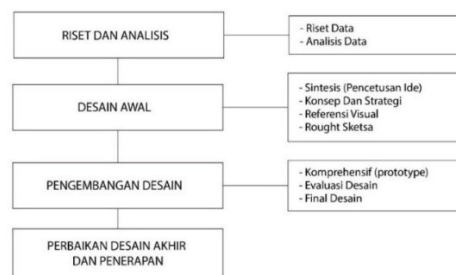 RISET DAN ANALISIS
- Riset Data
- Analisis Data
DESAIN AWAL
- Sintesis (Pencetusan Ide)
- Konsep Dan Strategi
- Referensi Visual
- Rought Sketsa
PENGEMBANGAN DESAIN
- Komprehensif (prototype)
- Evaluasi Desain
- Final Desain
PERBAIKAN DESAIN AKHIR
DAN PENERAPAN